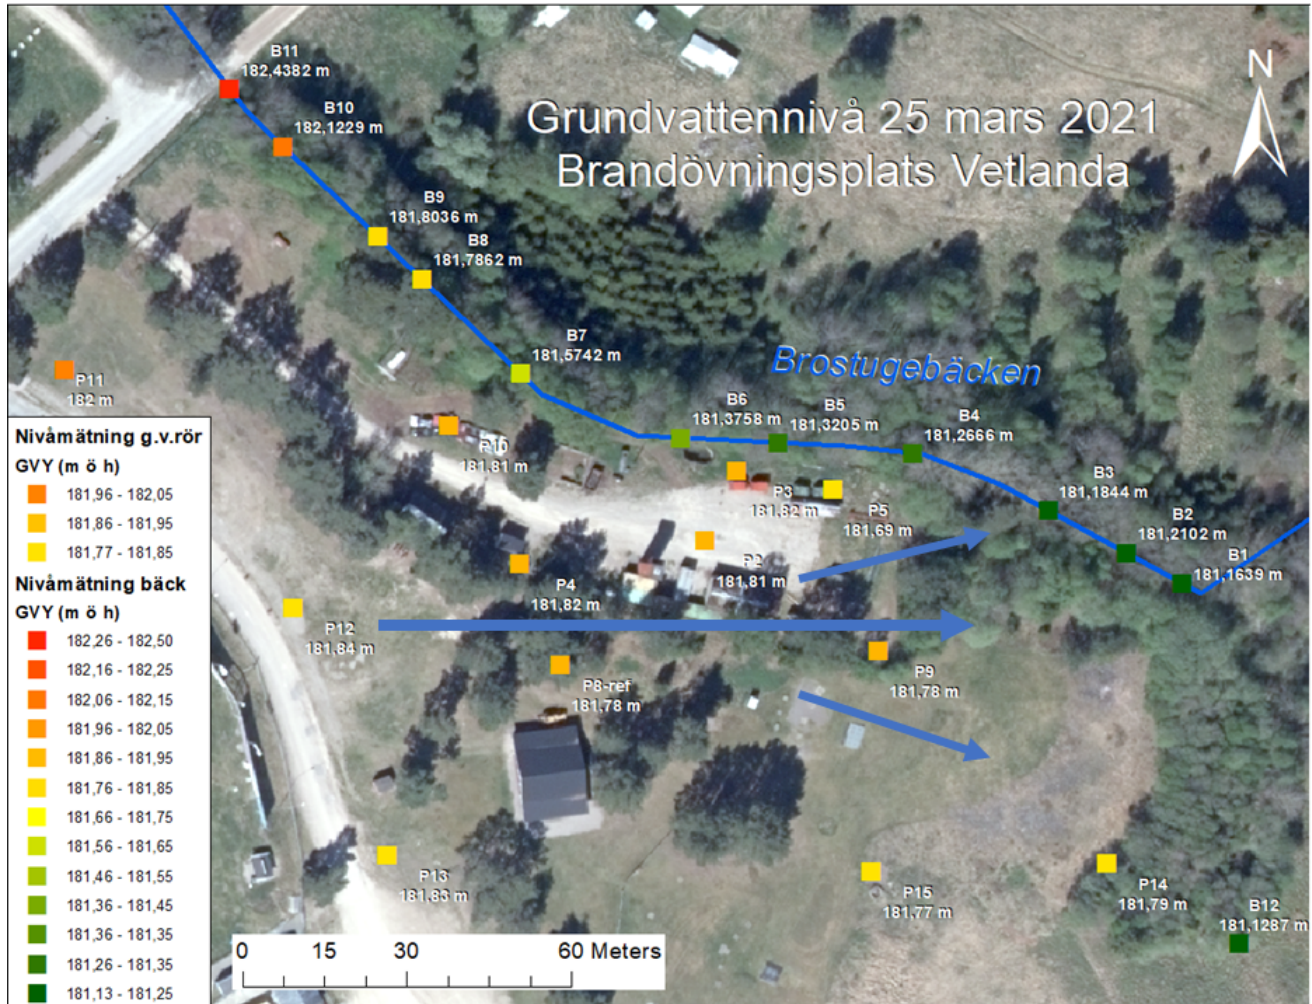 B11
182,4382 m
B10
182,1229 m
Grundvattennivå 25 mars 2021
Brandövningsplats Vetlanda
N
B9
181,8036 m
B8
181,7862 m
B7
181,5742 m
Brostugebäcken
P11
182 m
B6
181,3758 m
B5
181,3205 m
B4
181,2666 m
B3
181,1844 m
B2
181,2102 m
B1
181,1639 m
P10
181,81 m
P3
181,82 m
P5
181,69 m
P2
181,81 m
P4
181,82 m
P12
181,84 m
P8-ref
181,78 m
P9
181,78 m
P13
181,83 m
P15
181,77 m
P14
181,79 m
B12
181,1287 m
Nivåmätning g.v.rör
GVY (m ö h)
181,96 - 182,05
181,86 - 181,95
181,77 - 181,85
Nivåmätning bäck
GVY (m ö h)
182,26 - 182,50
182,16 - 182,25
182,06 - 182,15
181,96 - 182,05
181,86 - 181,95
181,76 - 181,85
181,66 - 181,75
181,56 - 181,65
181,46 - 181,55
181,36 - 181,45
181,36 - 181,35
181,26 - 181,35
181,13 - 181,25
0 15 30 60 Meters